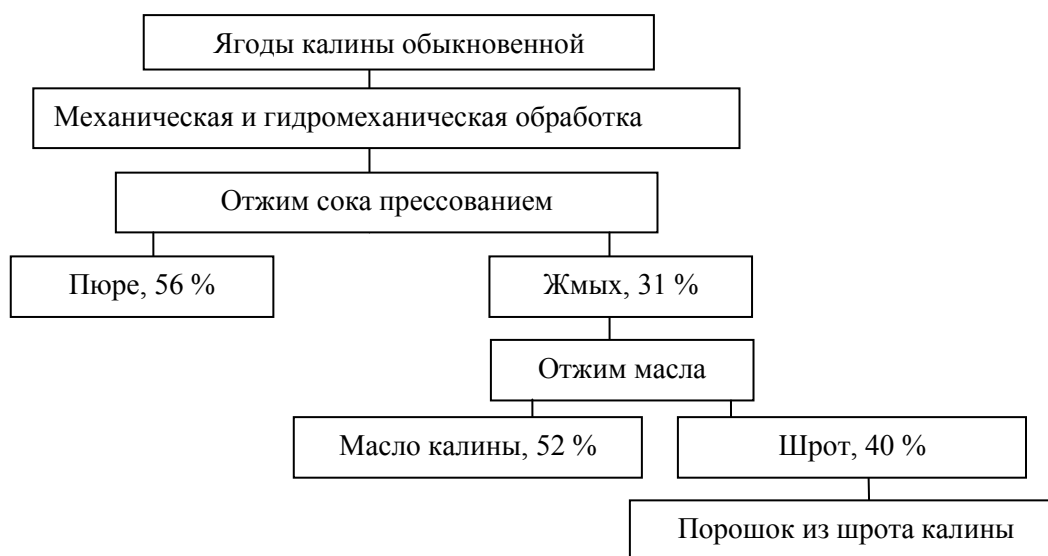 Ягоды калины обыкновенной
Механическая и гидромеханическая обработка
Отжим сока прессованием
Пюре, 56 %
Жмых, 31 %
Отжим масла
Масло калины, 52 %
Шрот, 40 %
Порошок из шрота калины